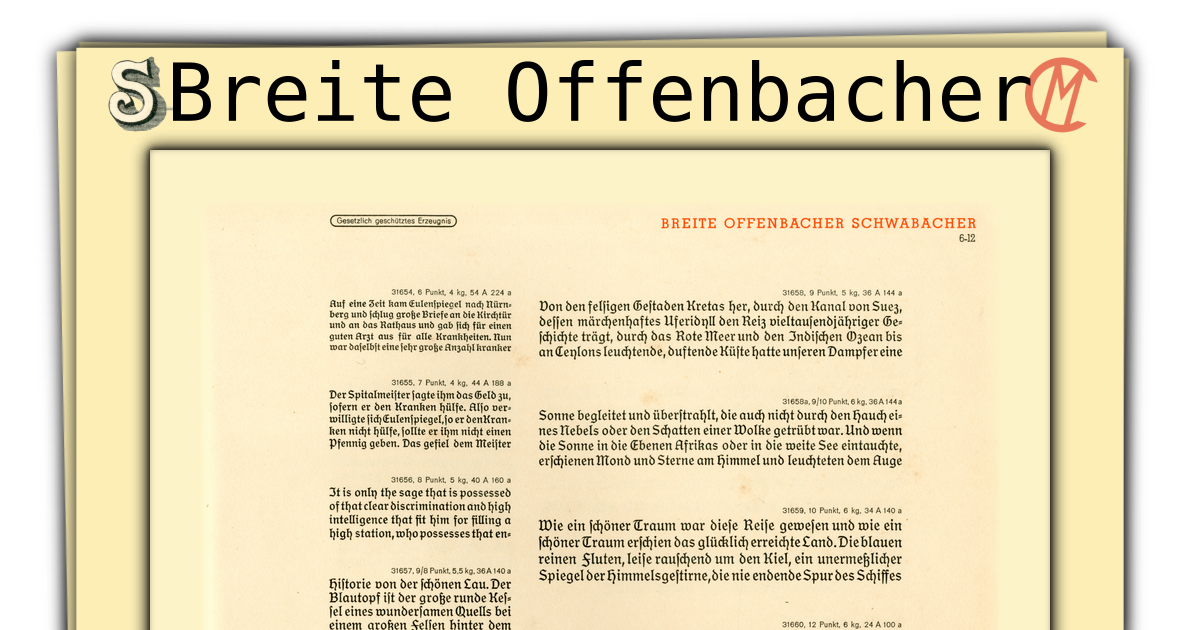 Breite Offenbacher
Gesetzlich geschütztes Erzeugnis
BREITE OFFENBACHER SCHWABACHER
6-12
31654, 6 Punkt, 4 kg, 54 A 224 a
Auf eine Zeit kam Eulenſpiegel nach Nürn=
berg und ſchlug große Briefe an die Kirchtür
und an das Rathaus und gab ſich für einen
guten Arzt aus für alle Krankheiten. Nun
war daſelbſt eine ſehr große Anzahl kranker
31655, 7 Punkt, 4 kg, 44 A 188 a
Der Spitalmeiſter ſagte ihm das Geld zu,
ſofern er den Kranken hülfe. Alſo ver=
willigte ſich Eulenſpiegel, ſo er den Kran=
ken nicht hülfe, ſollte er ihm nicht einen
Pfennig geben. Das gefiel dem Meiſter
31656, 8 Punkt, 5 kg, 40 A 160 a
It is only the sage that is possessed
of that clear discrimination and high
intelligence that fit him for filling a
high station, who possesses that en=
31657, 9/8 Punkt, 5,5 kg, 36 A 140 a
Hiſtorie von der ſchönen Lau. Der
Blautopf iſt der große runde Keſ=
ſel eines wunderſamen Quells bei
einem großen Felſen hinter dem
31658, 9 Punkt, 5 kg, 36 A 144 a
Von den felſigen Geſtaden Kretas her, durch den Kanal von Suez,
deſſen märchenhaftes Uferidyll den Reiz vieltauſendjähriger Ge=
ſchichte trägt, durch das Rote Meer und den Indiſchen Ozean bis
an Ceylons leuchtende, duftende Küſte hatte unſeren Dampfer eine
31658a, 9/10 Punkt, 6 kg, 36 A 144 a
Sonne begleitet und überſtrahlt, die auch nicht durch den Hauch ei=
nes Nebels oder den Schatten einer Wolke getrübt war. Und wenn
die Sonne in die Ebenen Afrikas oder in die weite See eintauchte,
erſchienen Mond und Sterne am Himmel und leuchteten dem Auge
31659, 10 Punkt, 6 kg, 34 A 140 a
Wie ein ſchöner Traum war dieſe Reiſe geweſen und wie ein
ſchöner Traum erſchien das glücklich erreichte Land. Die blauen
reinen Fluten, leiſe rauſchend um den Kiel, ein unermeßlicher
Spiegel der Himmelsgeſtirne, die nie endende Spur des Schiffes
31660, 12 Punkt, 6 kg, 24 A 100 a